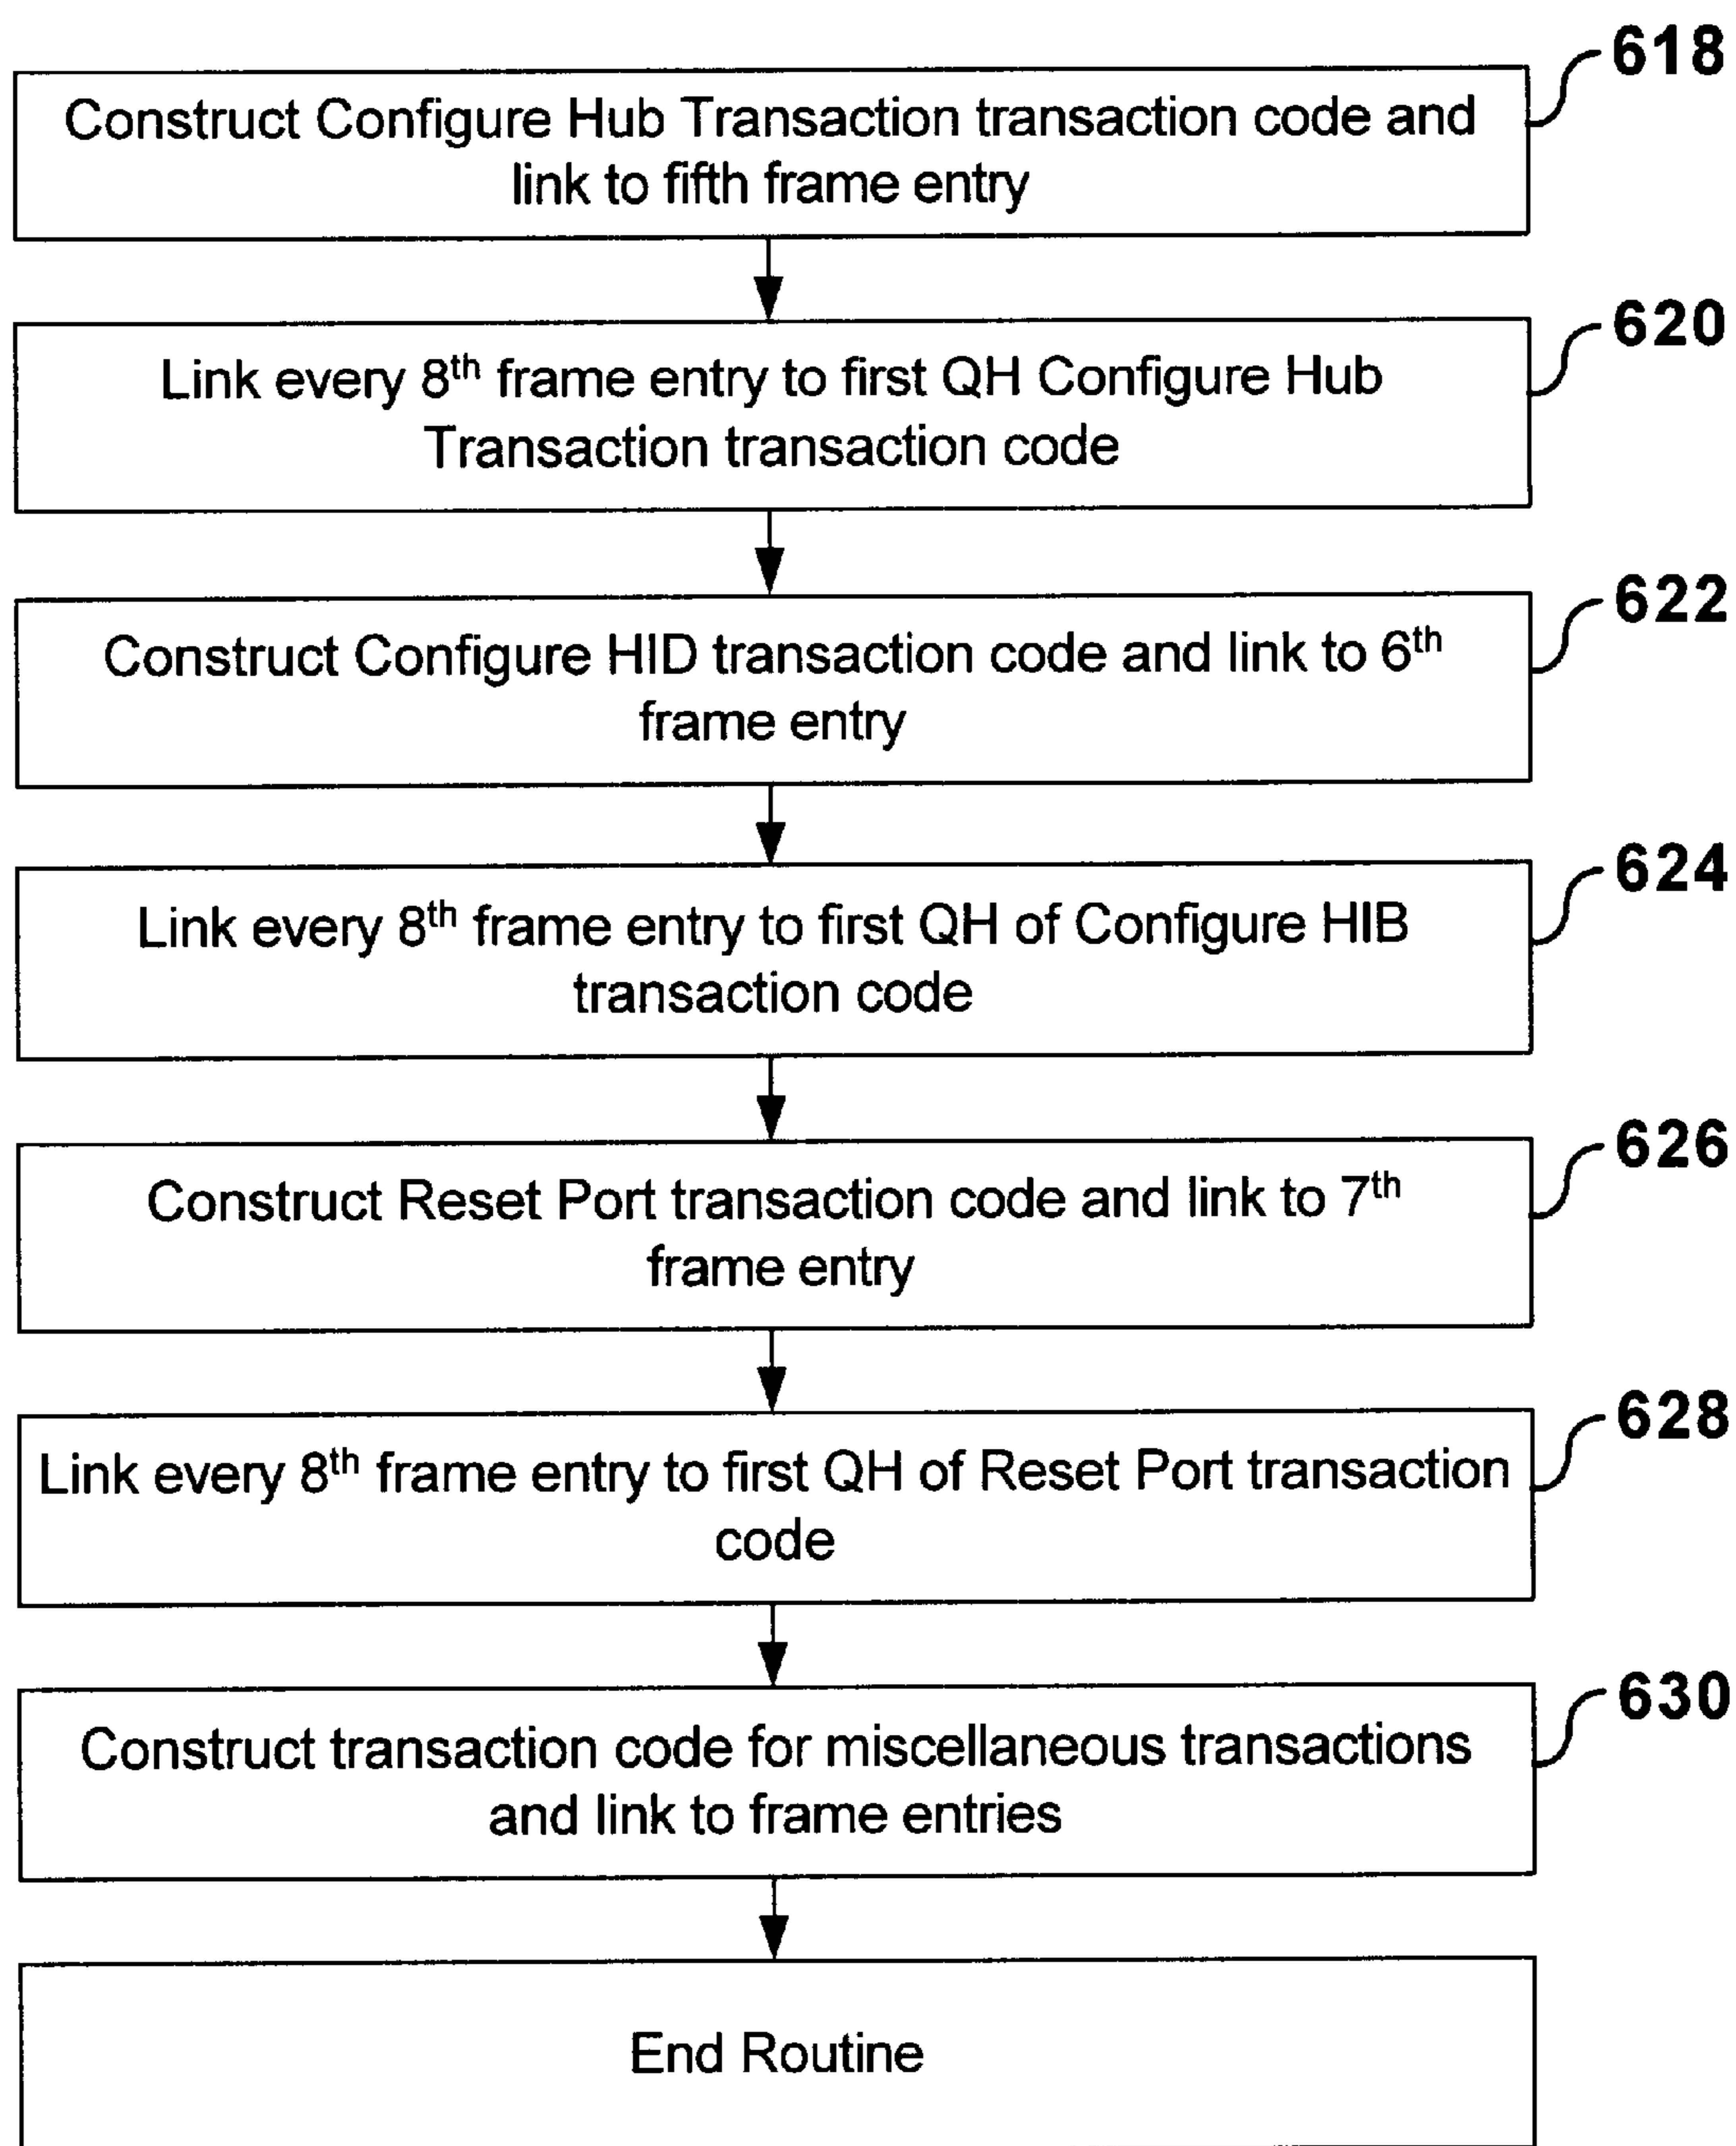 618
Construct Configure Hub Transaction transaction code and
link to fifth frame entry
620
Link every 8th frame entry to first QH Configure Hub
Transaction transaction code
622
Construct Configure HID transaction code and link to 6th
frame entry
624
Link every 8th frame entry to first QH of Configure HIB
transaction code
626
Construct Reset Port transaction code and link to 7th
frame entry
628
Link every 8th frame entry to first QH of Reset Port transaction
code
630
Construct transaction code for miscellaneous transactions
and link to frame entries
End Routine